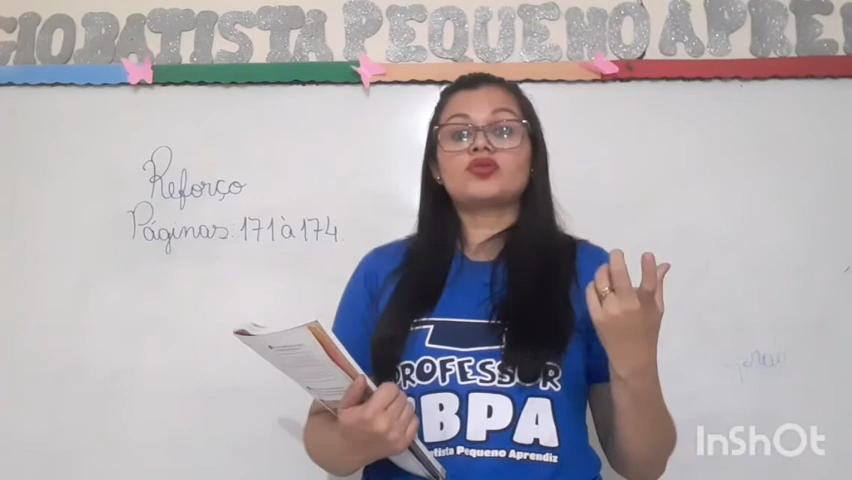 GIO BATISTA PEQUENO APREN
Reforço
Páginas: 171 à 174.
PROFESSOR
BPA
tista Pequeno Aprendiz
InShOt